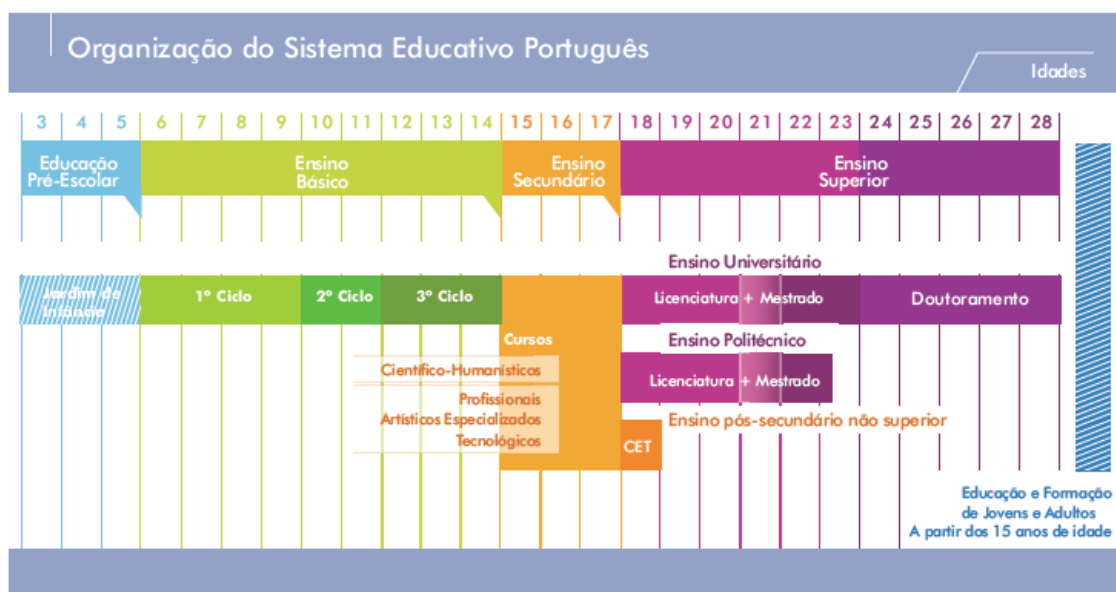 Organização do Sistema Educativo Português
Idades
3 4 5 6 7 8 9 10 11 12 13 14 15 16 17 18 19 20 21 22 23 24 25 26 27 28
Educação
Pré-Escolar
Ensino
Básico
Ensino
Secundário
Ensino
Superior
Ensino Universitário
Jardim de
Infância
1º Ciclo
2º Ciclo
3º Ciclo
Licenciatura + Mestrado
Doutoramento
Cursos
Ensino Politécnico
Científico-Humanísticos
Licenciatura + Mestrado
Profissionais
Artísticos Especializados
Tecnológicos
Ensino pós-secundário não superior
CET
Educação e Formação
de Jovens e Adultos
A partir dos 15 anos de idade